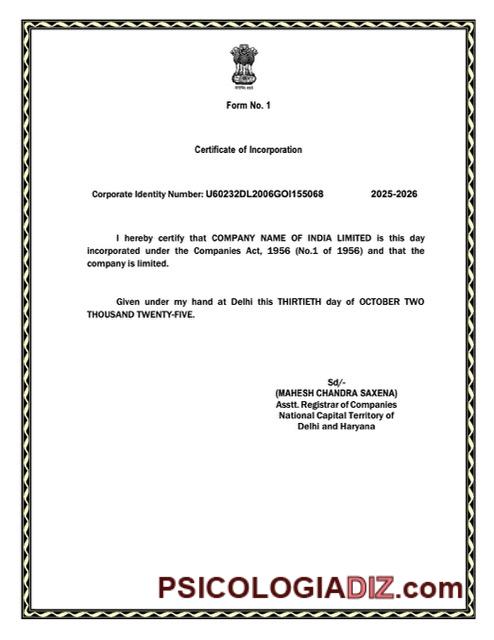 Form No. 1
Certificate of Incorporation
Corporate Identity Number: U60232DL2006GOI155068 2025-2026
I hereby certify that COMPANY NAME OF INDIA LIMITED is this day
incorporated under the Companies Act, 1956 (No.1 of 1956) and that the
company is limited.
Given under my hand at Delhi this THIRTIETH day of OCTOBER TWO
THOUSAND TWENTY-FIVE.
Sd/-
(MAHESH CHANDRA SAXENA)
Asstt. Registrar of Companies
National Capital Territory of
Delhi and Haryana
PSICOLOGIADIZ.com